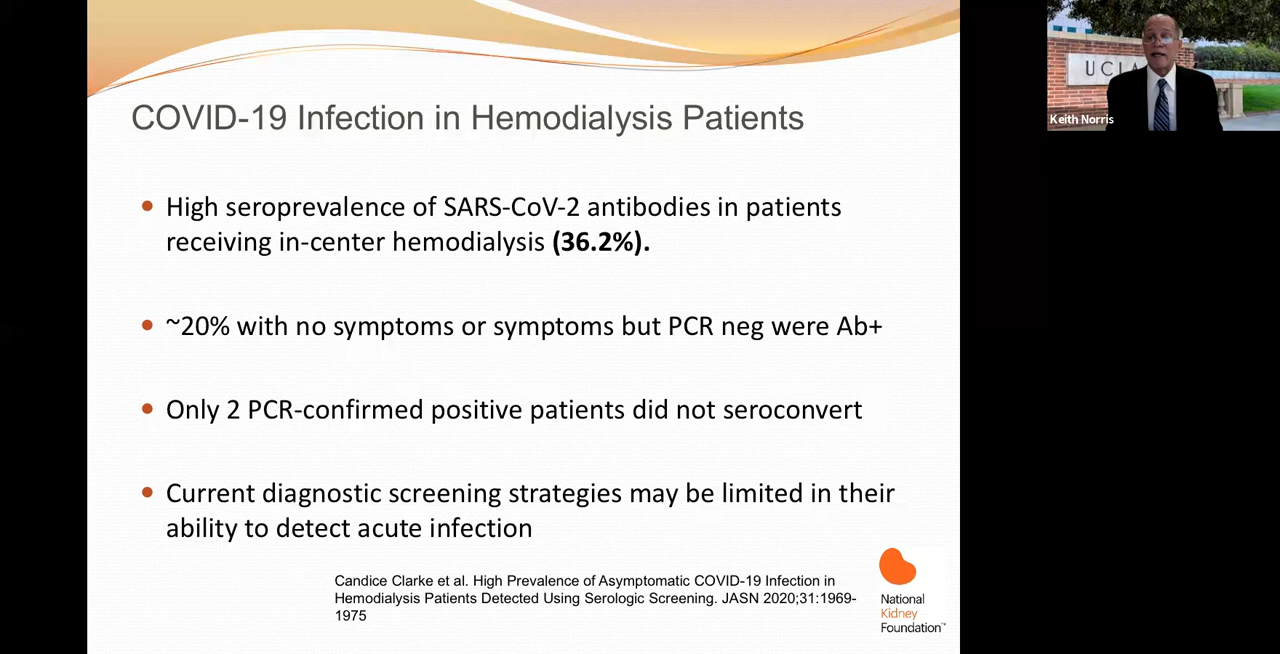 COVID-19 Infection in Hemodialysis Patients
• High seroprevalence of SARS-CoV-2 antibodies in patients
receiving in-center hemodialysis (36.2%).
• ~20% with no symptoms or symptoms but PCR neg were Ab+
• Only 2 PCR-confirmed positive patients did not seroconvert
• Current diagnostic screening strategies may be limited in their
ability to detect acute infection
Candice Clarke et al. High Prevalence of Asymptomatic COVID-19 Infection in
Hemodialysis Patients Detected Using Serologic Screening. JASN 2020;31:1969-
1975
National
Kidney
Foundation™
UCLA
Keith Norris